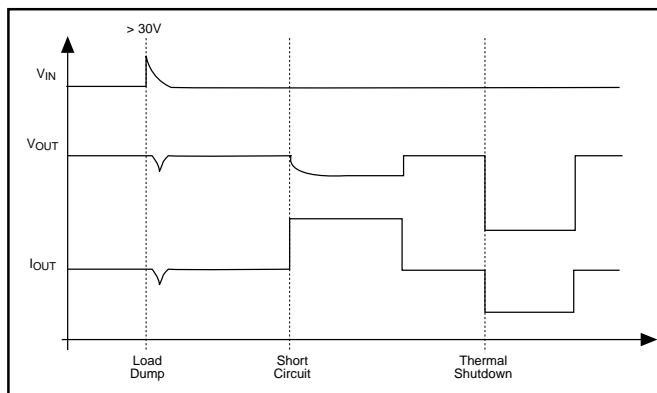 > 30V
VIN
VOUT
IOUT
Load
Dump
Short
Circuit
Thermal
Shutdown